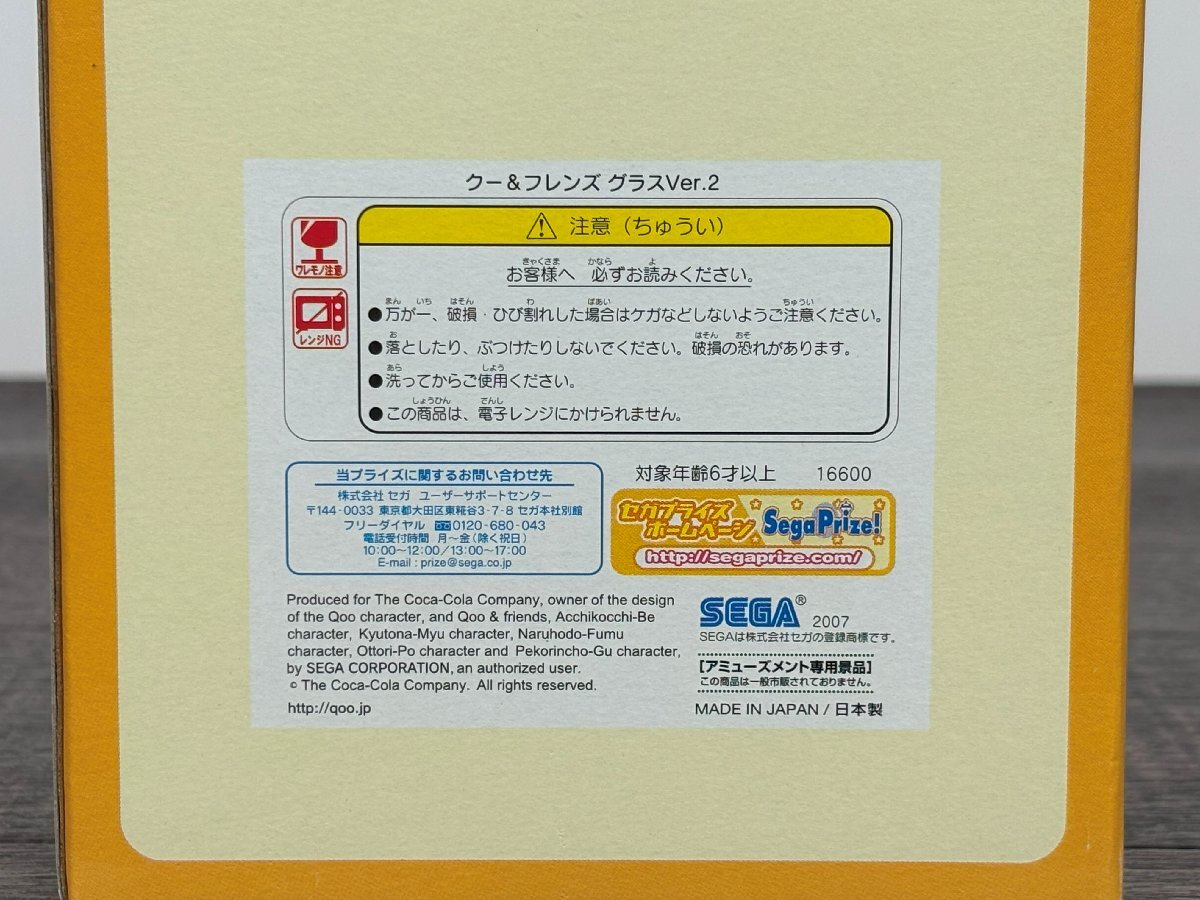 クー＆フレンズ グラスVer.2
ワレモノ注意
レンジNG
注意（ちゅうい）
お客様へ 必ずお読みください。
●万が一、破損・ひび割れした場合はケガなどしないようご注意ください。
●落としたり、ぶつけたりしないでください。破損の恐れがあります。
●洗ってからご使用ください。
●この商品は、電子レンジにかけられません。
当プライズに関するお問い合わせ先
株式会社 セガ ユーザーサポートセンター
〒144-0033 東京都大田区東糀谷3-7-8 セガ本社別館
フリーダイヤル 0120-680-043
電話受付時間 月～金（除く祝日）
10:00～12:00/13:00～17:00
E-mail : prize@sega.co.jp
対象年齢6才以上 16600
セガプライズ
ホームページ
Sega Prize!
http://segaprize.com/
Produced for The Coca-Cola Company, owner of the design
of the Qoo character, and Qoo & friends, Acchikocchi-Be
character, Kyutona-Myu character, Naruhodo-Fumu
character, Ottori-Po character and Pekorincho-Gu character,
by SEGA CORPORATION, an authorized user.
© The Coca-Cola Company. All rights reserved.
http://qoo.jp
SEGA® 2007
SEGAは株式会社セガの登録商標です。
【アミューズメント専用景品】
この商品は一般市販されておりません。
MADE IN JAPAN / 日本製